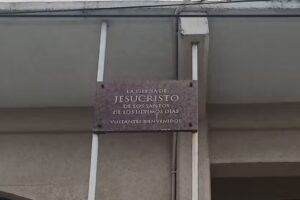 LA IGLESIA DE
JESUCRISTO
DE LOS SANTOS
DE LOS ÚLTIMOS DÍAS
VISITANTES BIENVENIDOS